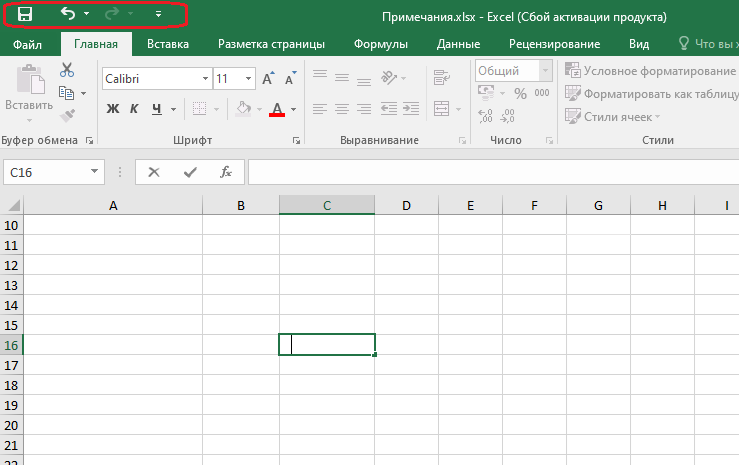 Примечания.xlsx - Excel (Сбой активации продукта)
Файл Главная Вставка Разметка страницы Формулы Данные Рецензирование Вид Что вы
Вставить Calibri 11 Общий Условное форматирование
Ж К Ч А % 000 Форматировать как таблицу
Стили ячеек
Буфер обмена Шрифт Выравнивание Число Стили
C16 fx
A B C D E F G H I
10
11
12
13
14
15
16
17
18
19
20
21